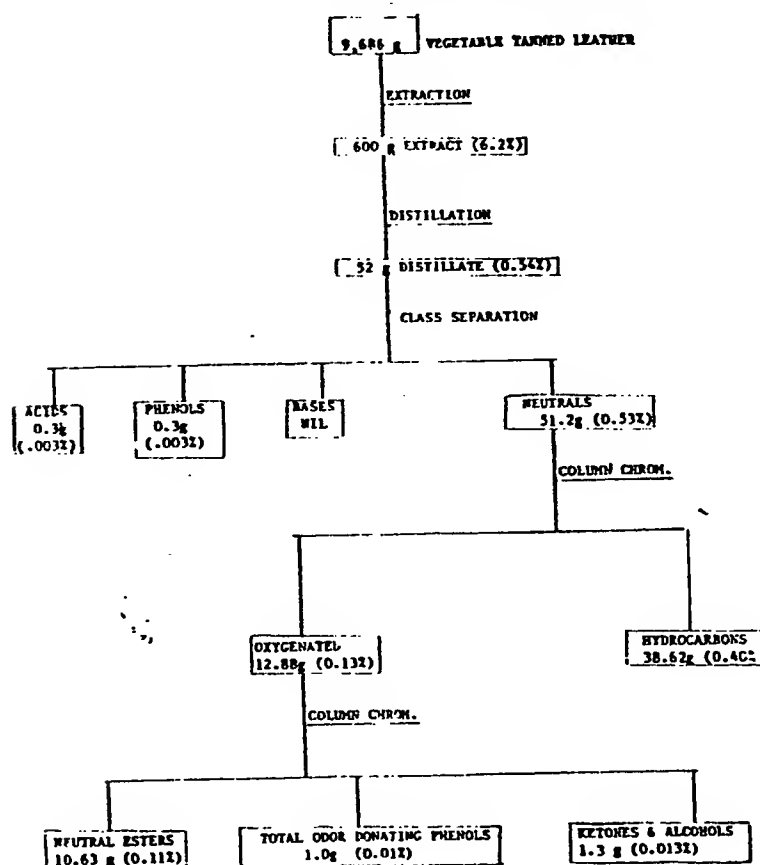 9,686 g VEGETABLE TANNED LEATHER
EXTRACTION
600 g EXTRACT (6.2%)
DISTILLATION
52 g DISTILLATE (0.54%)
CLASS SEPARATION
ACIDS
0.3g
(.003%)
PHENOLS
0.3g
(.003%)
BASES
NIL
NEUTRALS
51.2g (0.53%)
COLUMN CHROM.
OXYGENATED
12.88g (0.13%)
HYDROCARBONS
38.62g (0.40%
COLUMN CHROM.
NEUTRAL ESTERS
10.63 g (0.11%)
TOTAL ODOR DONATING PHENOLS
1.0g (0.01%)
KETONES & ALCOHOLS
1.3 g (0.013%)